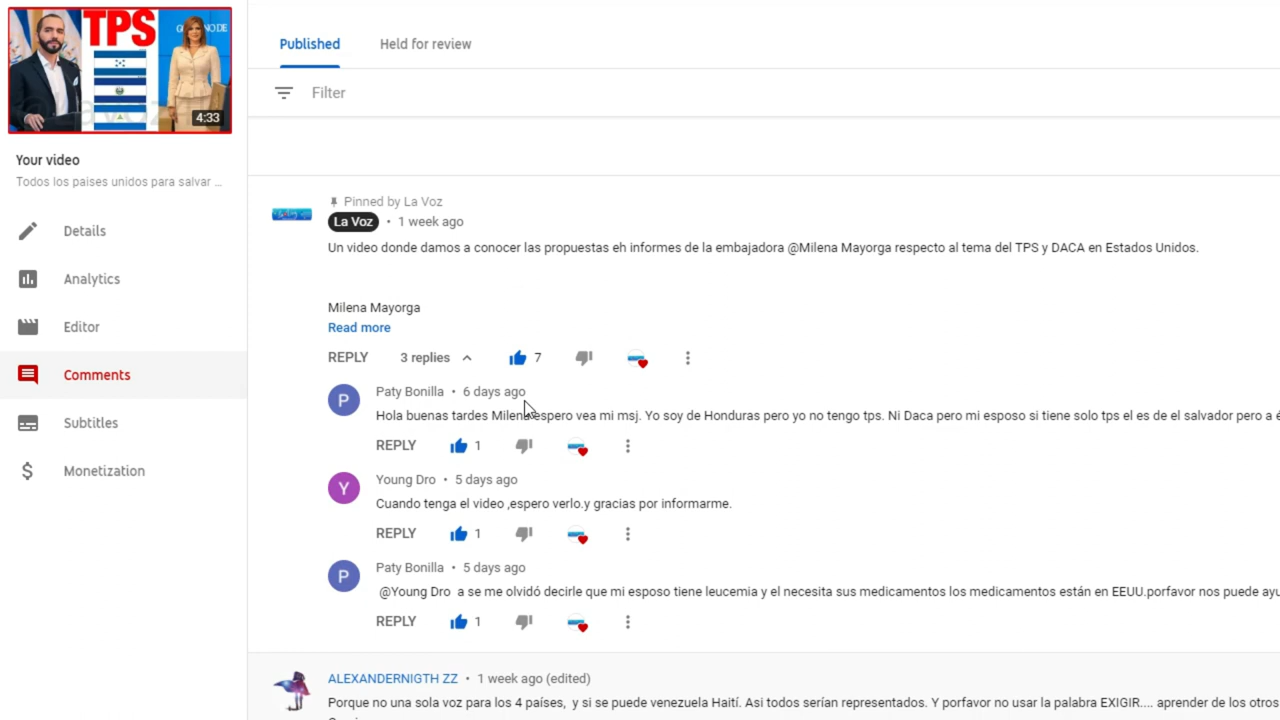 TPS
4:33
Your video
Todos los paises unidos para salvar ...
Details
Analytics
Editor
Comments
Subtitles
Monetization
Published
Held for review
Filter
Pinned by La Voz
La Voz • 1 week ago
Un video donde damos a conocer las propuestas eh informes de la embajadora @Milena Mayorga respecto al tema del TPS y DACA en Estados Unidos.
Milena Mayorga
Read more
REPLY 3 replies 7
P Paty Bonilla • 6 days ago
Hola buenas tardes Milena espero vea mi msj. Yo soy de Honduras pero yo no tengo tps. Ni Daca pero mi esposo si tiene solo tps el es de el salvador pero a é
REPLY 1
Y Young Dro • 5 days ago
Cuando tenga el video ,espero verlo.y gracias por informarme.
REPLY 1
P Paty Bonilla • 5 days ago
@Young Dro a se me olvidó decirle que mi esposo tiene leucemia y el necesita sus medicamentos los medicamentos están en EEUU.porfavor nos puede ayu
REPLY 1
ALEXANDERNIGTH ZZ • 1 week ago (edited)
Porque no una sola voz para los 4 países, y si se puede venezuela Haití. Asi todos serían representados. Y porfavor no usar la palabra EXIGIR.... aprender de los otros